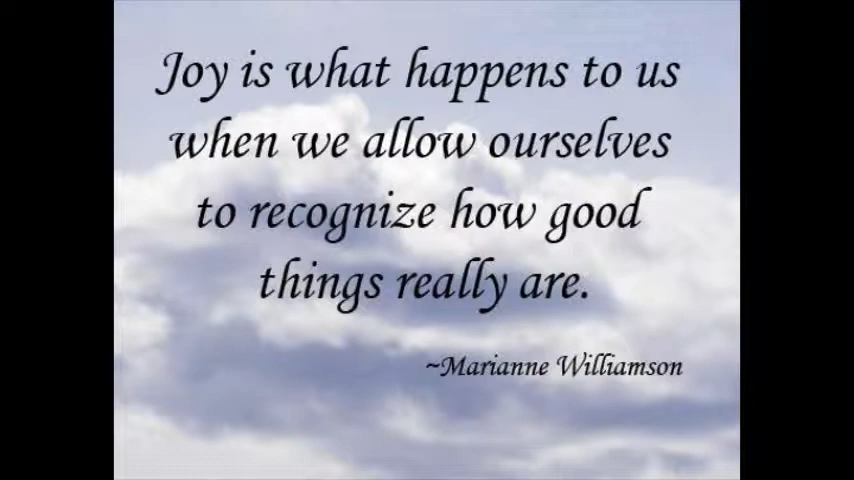 Joy is what happens to us
when we allow ourselves
to recognize how good
things really are.
~Marianne Williamson